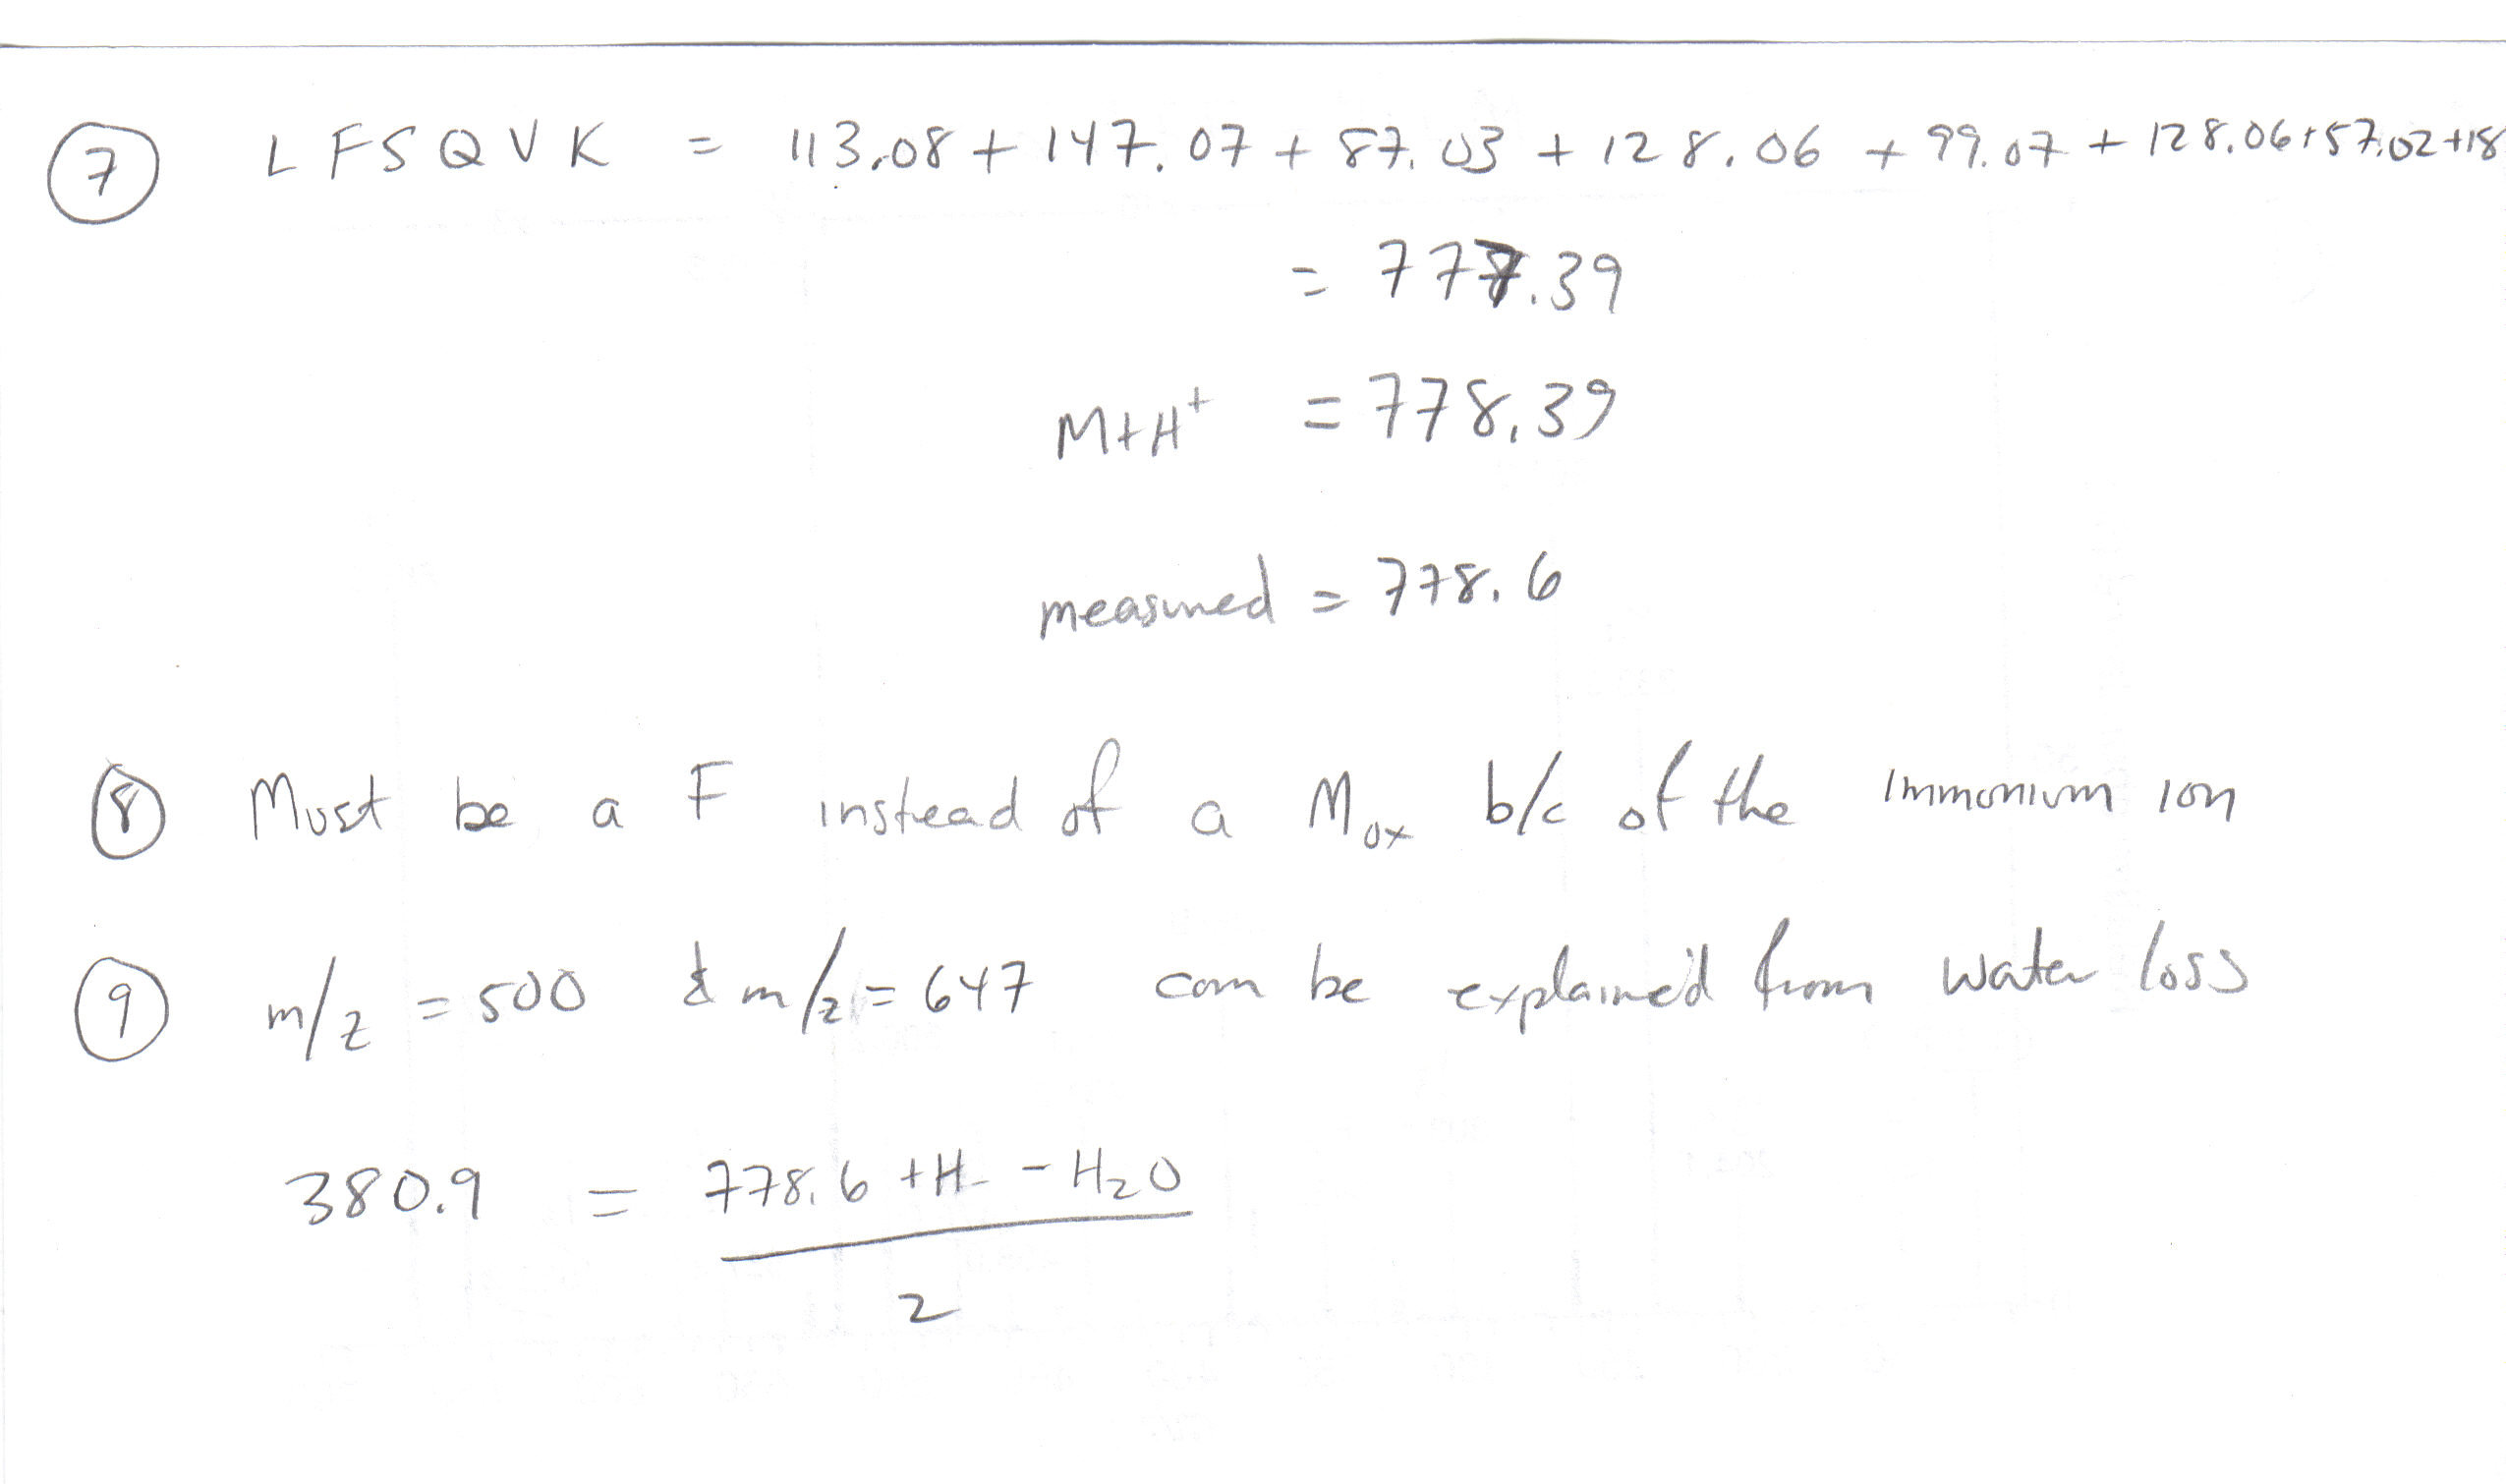 7 LFSQVK = 113.08 + 147.07 + 87.03 + 128.06 + 99.07 + 128.06+57.02+18
= 777.39
M+H⁺ = 778.39
measured = 778.6
8 Must be a F instead of a Mox b/c of the Immonium ion
9 m/z = 500 & m/z = 647 can be explained from water loss
380.9 = 778.6 +H - H₂O
2